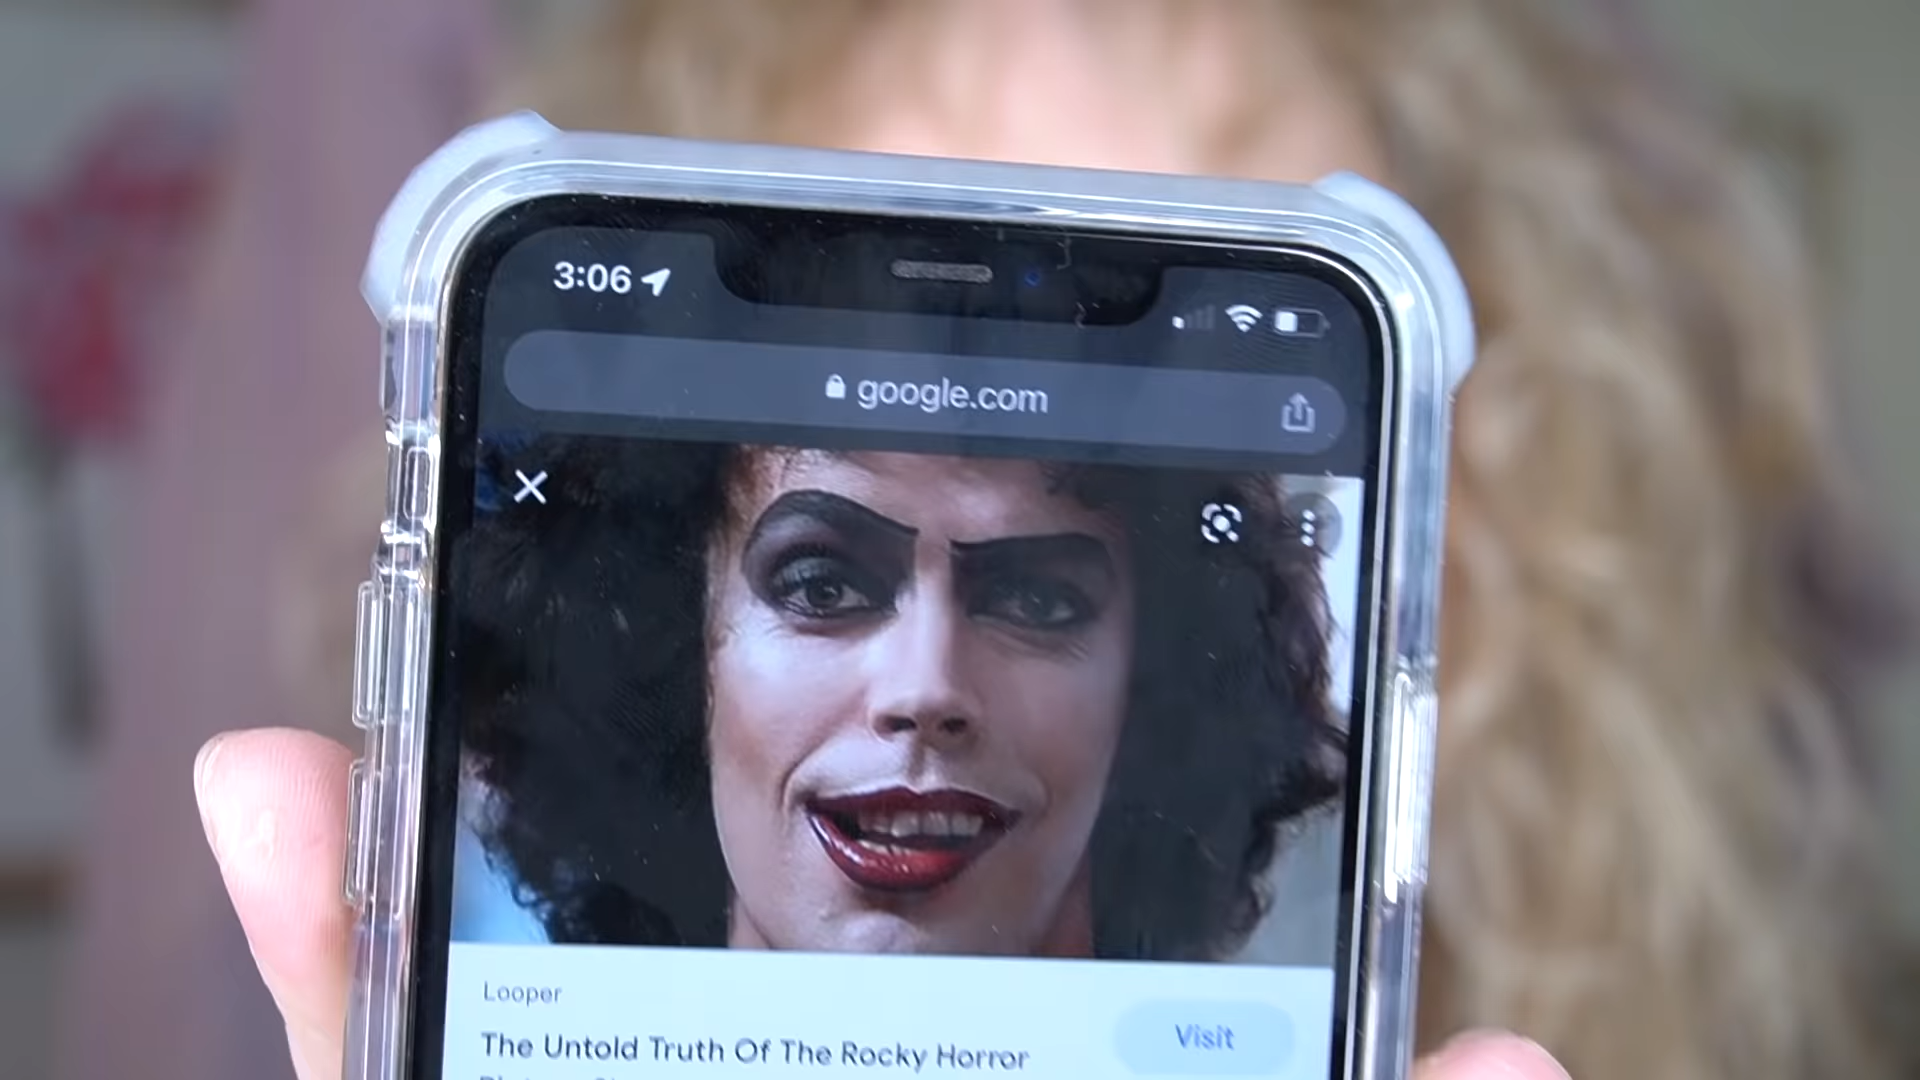 3:06
google.com
Looper
The Untold Truth Of The Rocky Horror
Visit